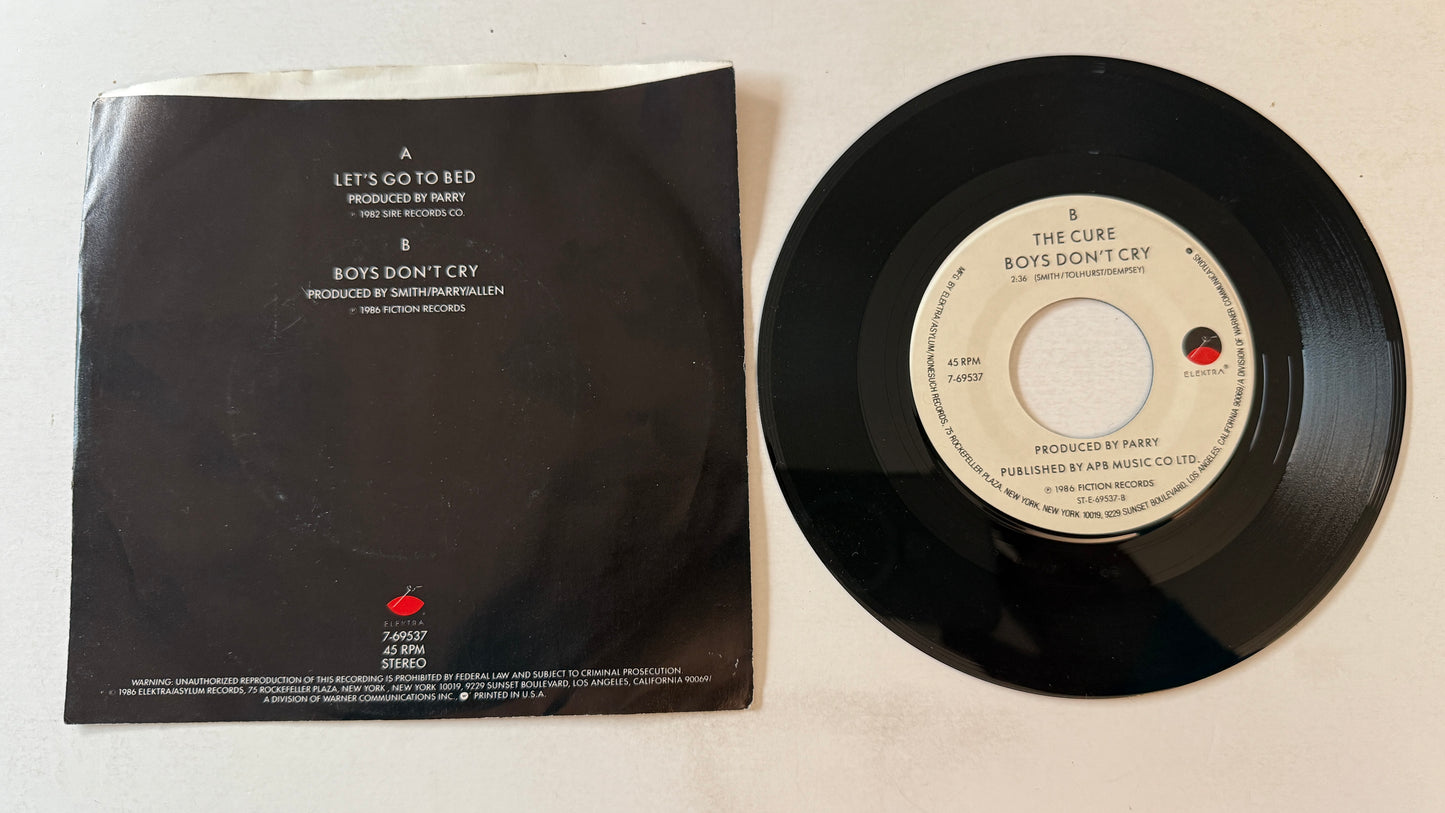 A
LET'S GO TO BED
PRODUCED BY PARRY
℗ 1982 SIRE RECORDS CO.
B
BOYS DON'T CRY
PRODUCED BY SMITH/PARRY/ALLEN
℗ 1986 FICTION RECORDS
ELEKTRA
7-69537
45 RPM
STEREO
WARNING: UNAUTHORIZED REPRODUCTION OF THIS RECORDING IS PROHIBITED BY FEDERAL LAW AND SUBJECT TO CRIMINAL PROSECUTION.
© 1986 ELEKTRA/ASYLUM RECORDS, 75 ROCKEFELLER PLAZA, NEW YORK, NEW YORK 10019, 9229 SUNSET BOULEVARD, LOS ANGELES, CALIFORNIA 90069/
A DIVISION OF WARNER COMMUNICATIONS INC., PRINTED IN U.S.A.
B
THE CURE
BOYS DON'T CRY
2:36 (SMITH/TOLHURST/DEMPSEY)
45 RPM
7-69537
ELEKTRA®
PRODUCED BY PARRY
PUBLISHED BY APB MUSIC CO LTD.
℗ 1986 FICTION RECORDS
ST-E-69537-B
MFG. BY ELEKTRA/ASYLUM/NONESUCH RECORDS, 75 ROCKEFELLER PLAZA, NEW YORK, NEW YORK 10019, 9229 SUNSET BOULEVARD, LOS ANGELES, CALIFORNIA 90069/A DIVISION OF WARNER COMMUNICATIONS